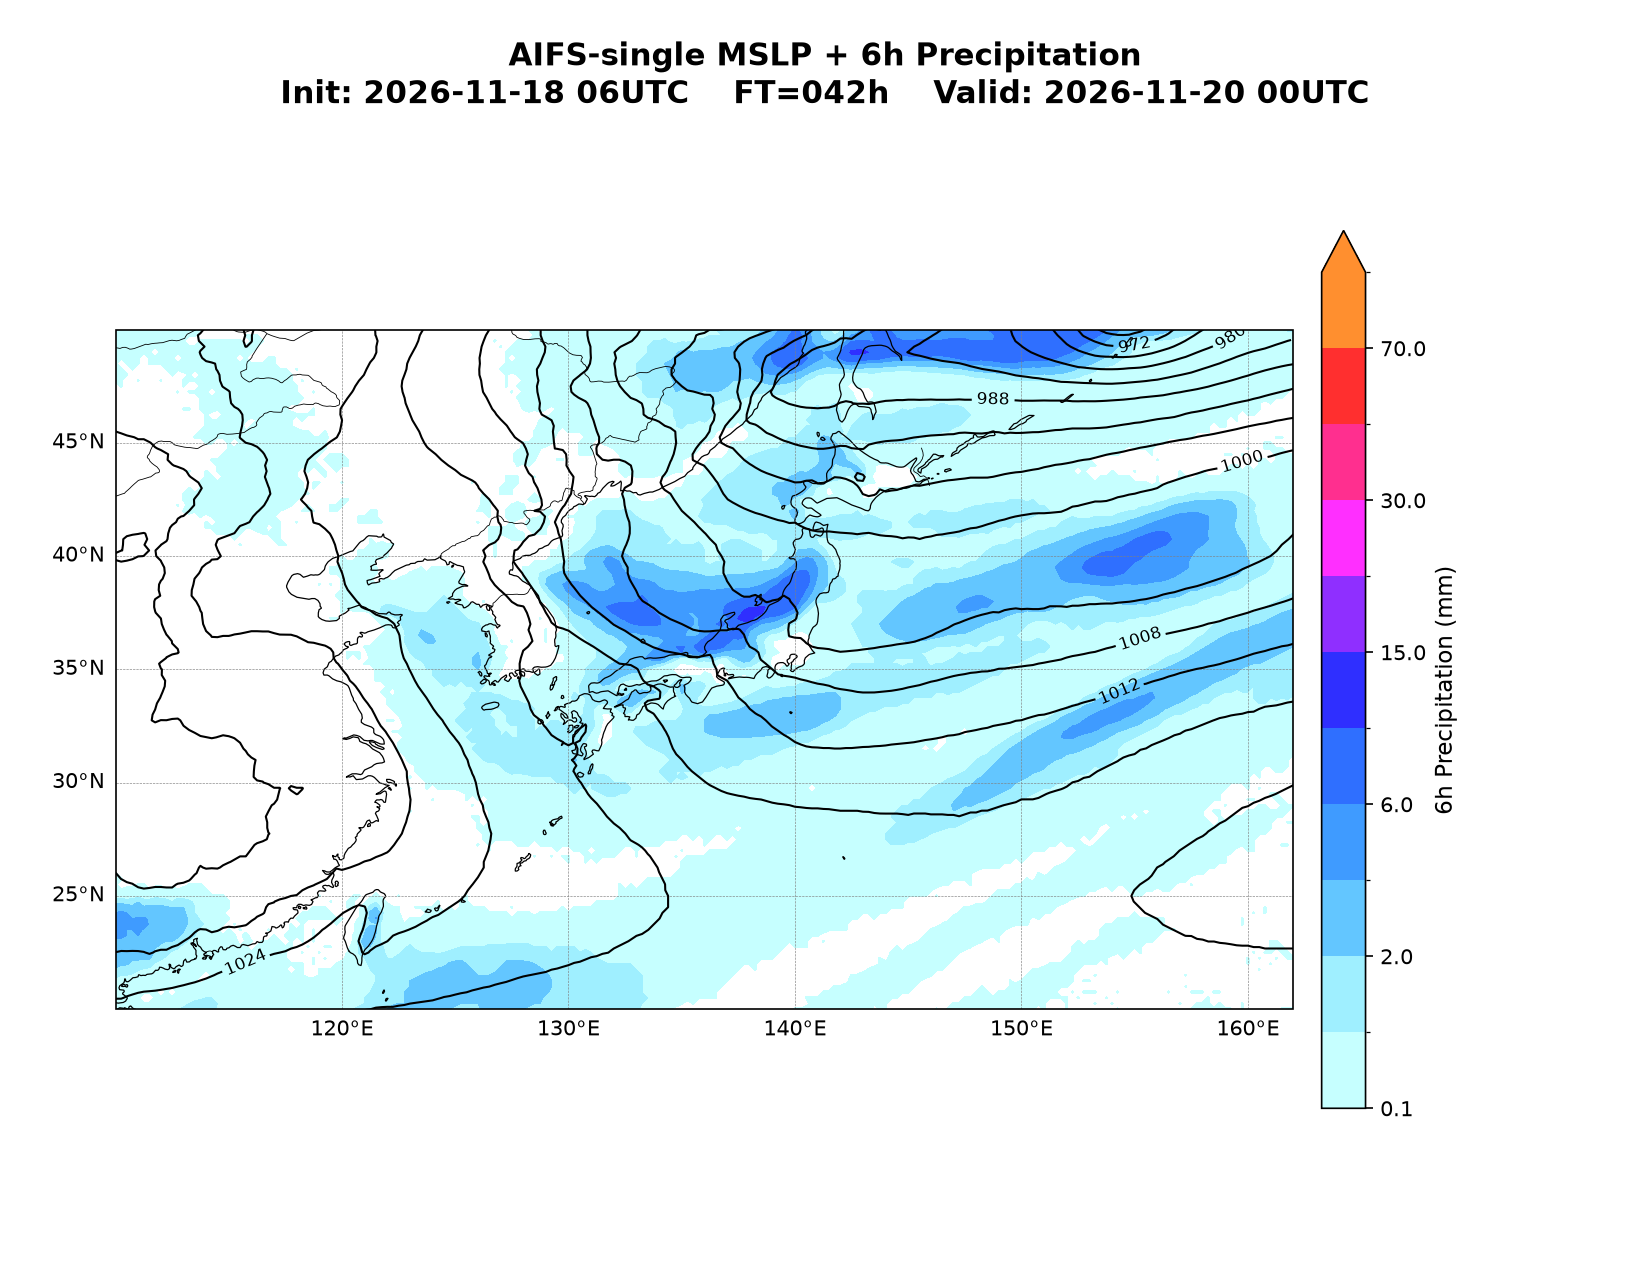 AIFS-single MSLP + 6h Precipitation
Init: 2026-11-18 06UTC    FT=042h    Valid: 2026-11-20 00UTC
972
980
988
1000
1008
1012
1024
45°N
40°N
35°N
30°N
25°N
120°E
130°E
140°E
150°E
160°E
70.0
30.0
15.0
6.0
2.0
0.1
6h Precipitation (mm)